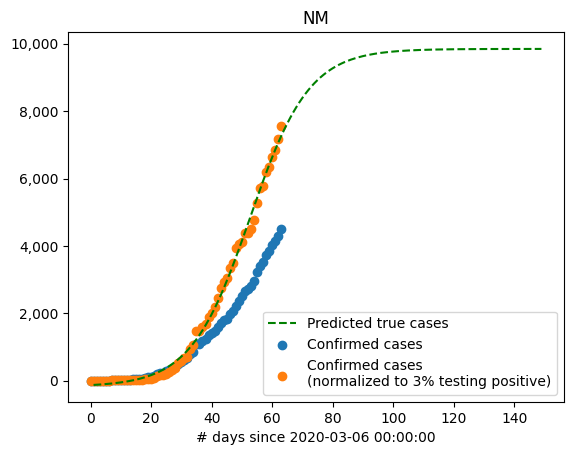 NM
10,000
8,000
6,000
4,000
2,000
0
Predicted true cases
Confirmed cases
Confirmed cases
(normalized to 3% testing positive)
0 20 40 60 80 100 120 140
# days since 2020-03-06 00:00:00